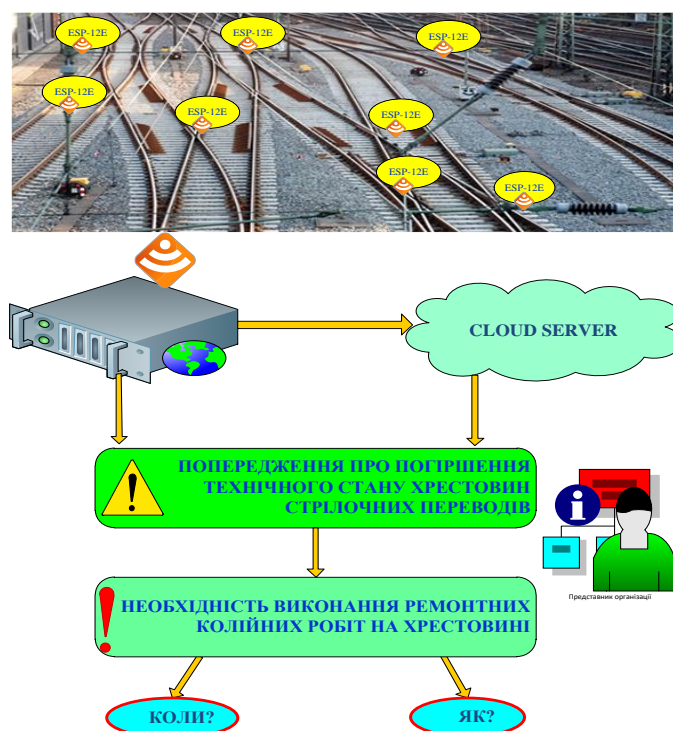 ESP-12E
ESP-12E
ESP-12E
ESP-12E
ESP-12E
ESP-12E
ESP-12E
ESP-12E
CLOUD SERVER
ПОПЕРЕДЖЕННЯ ПРО ПОГІРШЕННЯ
ТЕХНІЧНОГО СТАНУ ХРЕСТОВИН
СТРІЛОЧНИХ ПЕРЕВОДІВ
Представник організації
НЕОБХІДНІСТЬ ВИКОНАННЯ РЕМОНТНИХ
КОЛІЙНИХ РОБІТ НА ХРЕСТОВИНІ
КОЛИ?
ЯК?